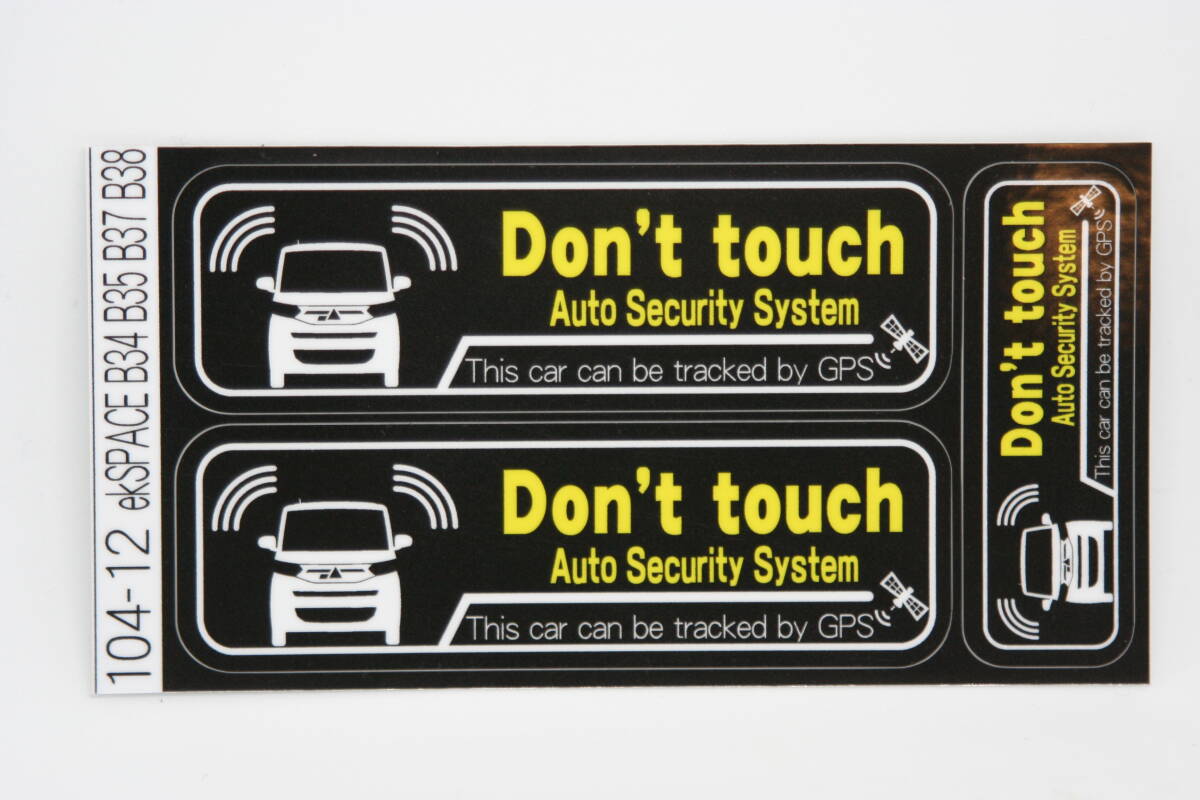 104-12 ekSPACE B34 B35 B37 B38
Don't touch
Auto Security System
This car can be tracked by GPS
Don't touch
Auto Security System
This car can be tracked by GPS
Don't touch
Auto Security System
This car can be tracked by GPS